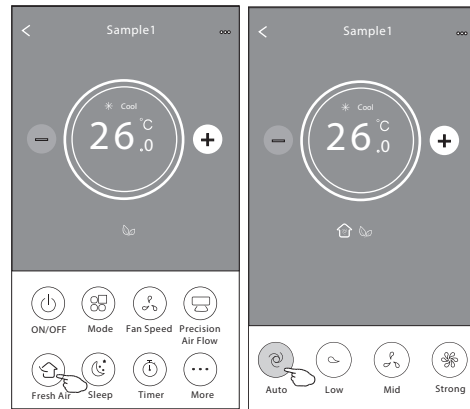 Sample1
Cool
26.0°C
ON/OFF Mode Fan Speed Precision Air Flow
Fresh Air Sleep Timer More
Sample1
Cool
26.0°C
Auto Low Mid Strong